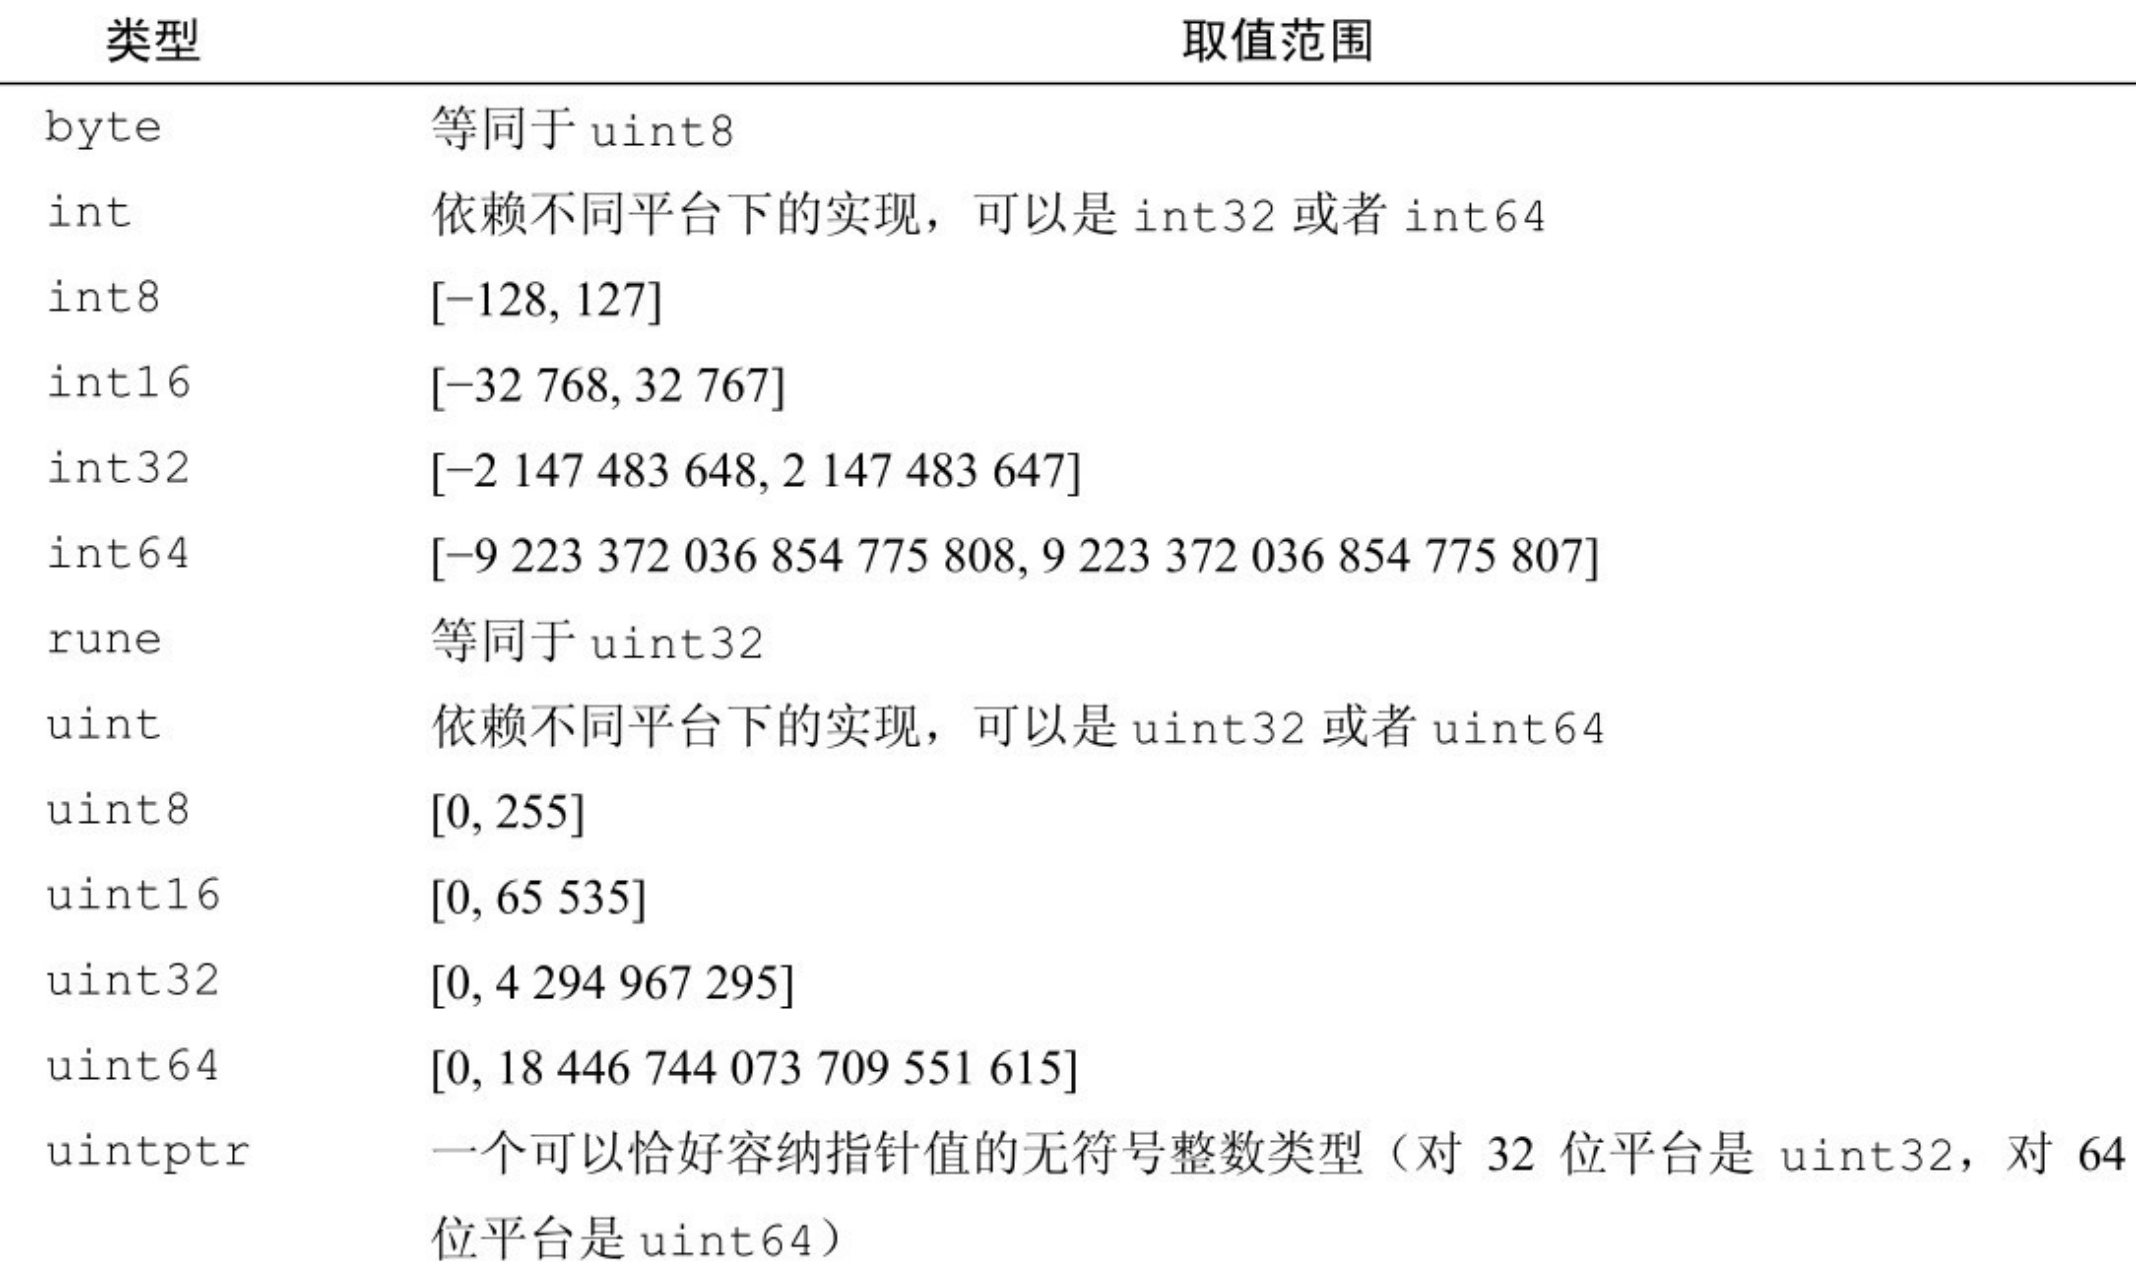 类型 取值范围
byte 等同于 uint8
int 依赖不同平台下的实现，可以是 int32 或者 int64
int8 [−128, 127]
int16 [−32 768, 32 767]
int32 [−2 147 483 648, 2 147 483 647]
int64 [−9 223 372 036 854 775 808, 9 223 372 036 854 775 807]
rune 等同于 uint32
uint 依赖不同平台下的实现，可以是 uint32 或者 uint64
uint8 [0, 255]
uint16 [0, 65 535]
uint32 [0, 4 294 967 295]
uint64 [0, 18 446 744 073 709 551 615]
uintptr 一个可以恰好容纳指针值的无符号整数类型（对 32 位平台是 uint32，对 64
位平台是 uint64）